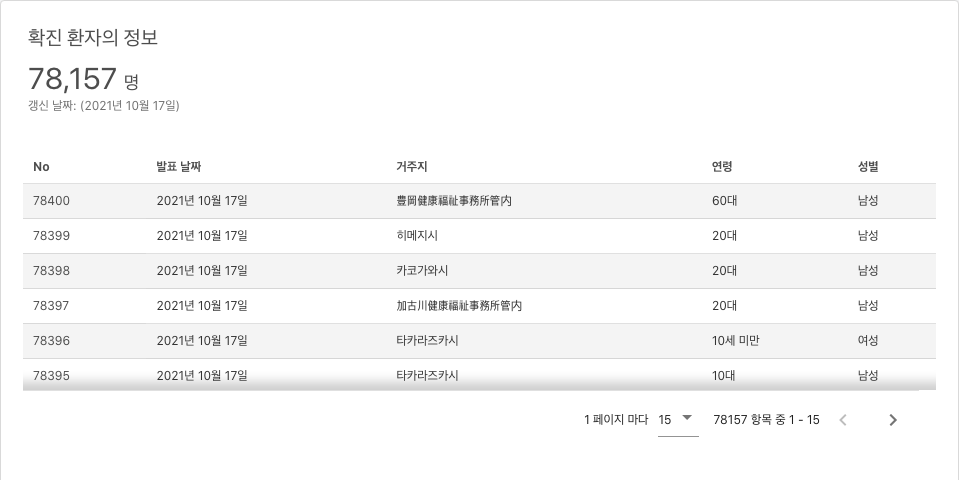 확진 환자의 정보
78,157 명
갱신 날짜: (2021년 10월 17일)
No 발표 날짜 거주지 연령 성별
78400 2021년 10월 17일 豊岡健康福祉事務所管内 60대 남성
78399 2021년 10월 17일 히메지시 20대 남성
78398 2021년 10월 17일 카코가와시 20대 남성
78397 2021년 10월 17일 加古川健康福祉事務所管内 20대 남성
78396 2021년 10월 17일 타카라즈카시 10세 미만 여성
78395 2021년 10월 17일 타카라즈카시 10대 남성
1 페이지 마다 15 78157 항목 중 1 - 15